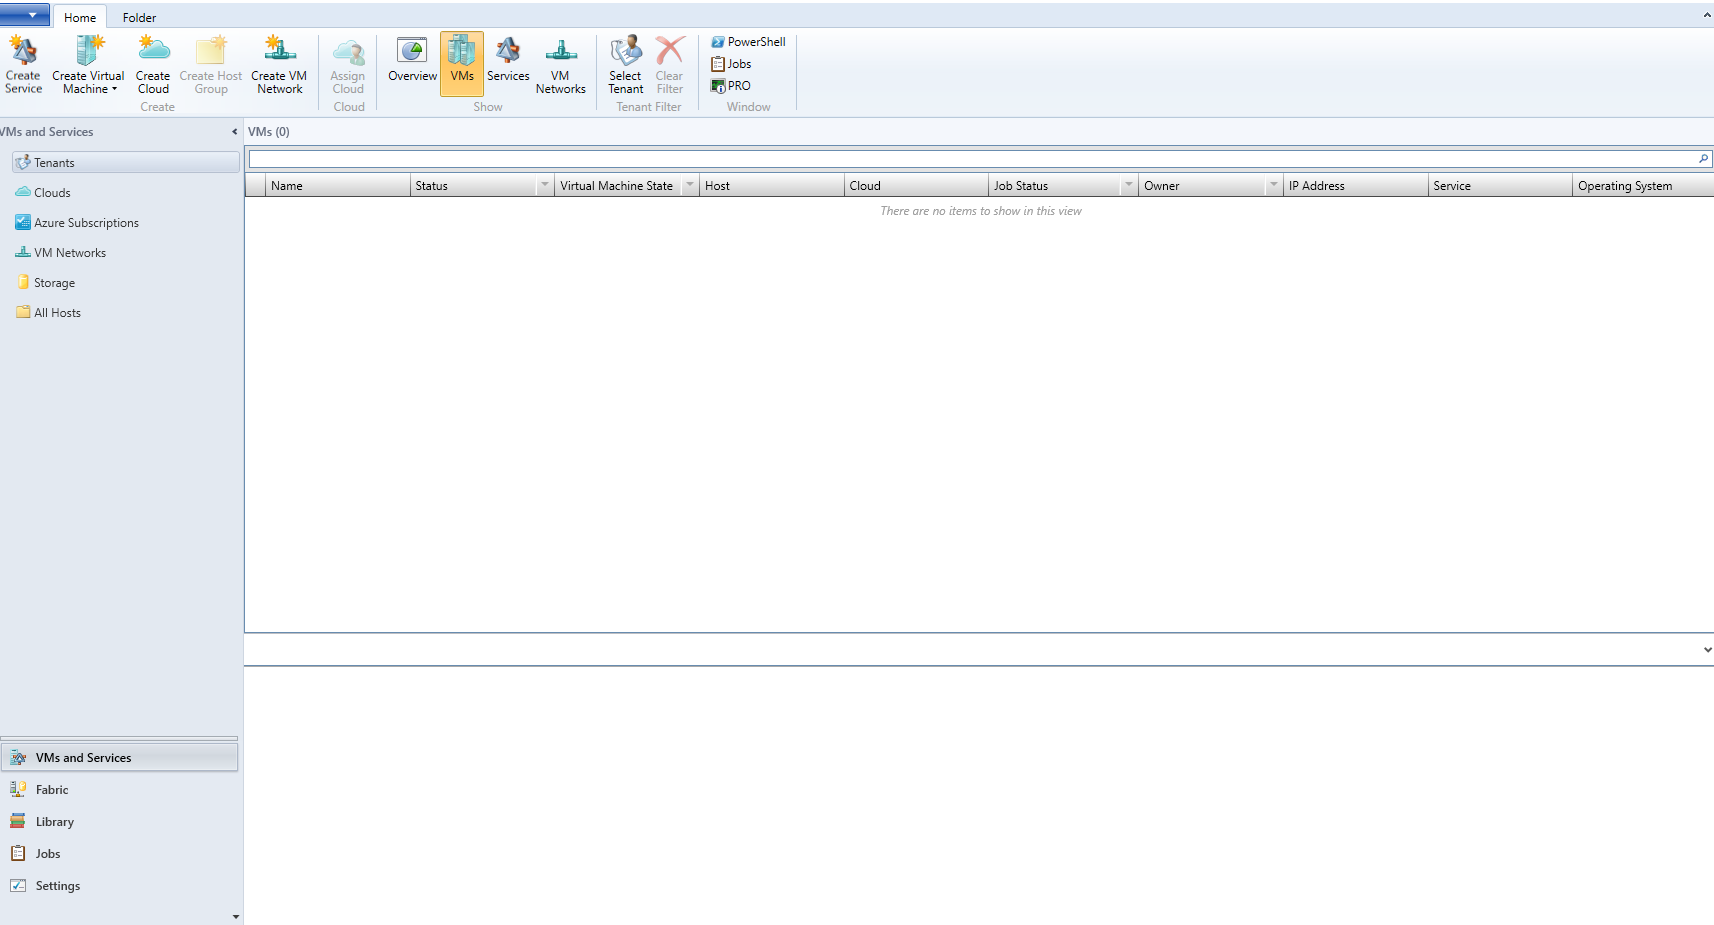 Home
Folder
Create
Service
Create Virtual
Machine
Create
Cloud
Create Host
Group
Create VM
Network
Create
Assign
Cloud
Cloud
Overview
VMs
Services
VM
Networks
Show
Select
Tenant
Clear
Filter
Tenant Filter
PowerShell
Jobs
PRO
Window
VMs and Services
VMs (0)
Tenants
Clouds
Azure Subscriptions
VM Networks
Storage
All Hosts
Name Status Virtual Machine State Host Cloud Job Status Owner IP Address Service Operating System
There are no items to show in this view
VMs and Services
Fabric
Library
Jobs
Settings